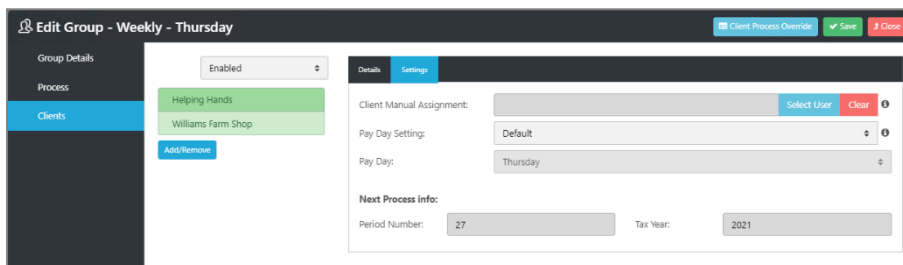 Edit Group - Weekly - Thursday
Client Process Override
Save
Close
Group Details
Process
Clients
Enabled
Helping Hands
Williams Farm Shop
Add/Remove
Details
Settings
Client Manual Assignment:
Select User
Clear
Pay Day Setting:
Default
Pay Day:
Thursday
Next Process info:
Period Number:
27
Tax Year:
2021